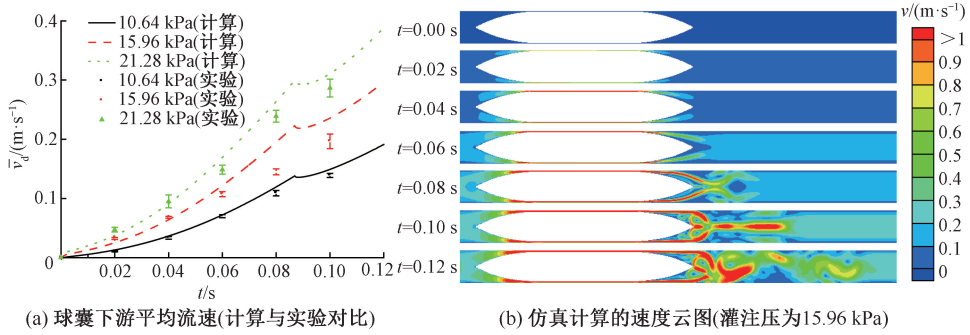 10.64 kPa(计算)
15.96 kPa(计算)
21.28 kPa(计算)
10.64 kPa(实验)
15.96 kPa(实验)
21.28 kPa(实验)
0.4
0.3
0.2
0.1
0
v̄d/(m·s⁻¹)
0.02 0.04 0.06 0.08 0.10 0.12
t/s
(a) 球囊下游平均流速(计算与实验对比)
t=0.00 s
t=0.02 s
t=0.04 s
t=0.06 s
t=0.08 s
t=0.10 s
t=0.12 s
v/(m·s⁻¹)
>1
0.9
0.8
0.7
0.6
0.5
0.4
0.3
0.2
0.1
0
(b) 仿真计算的速度云图(灌注压为15.96 kPa)